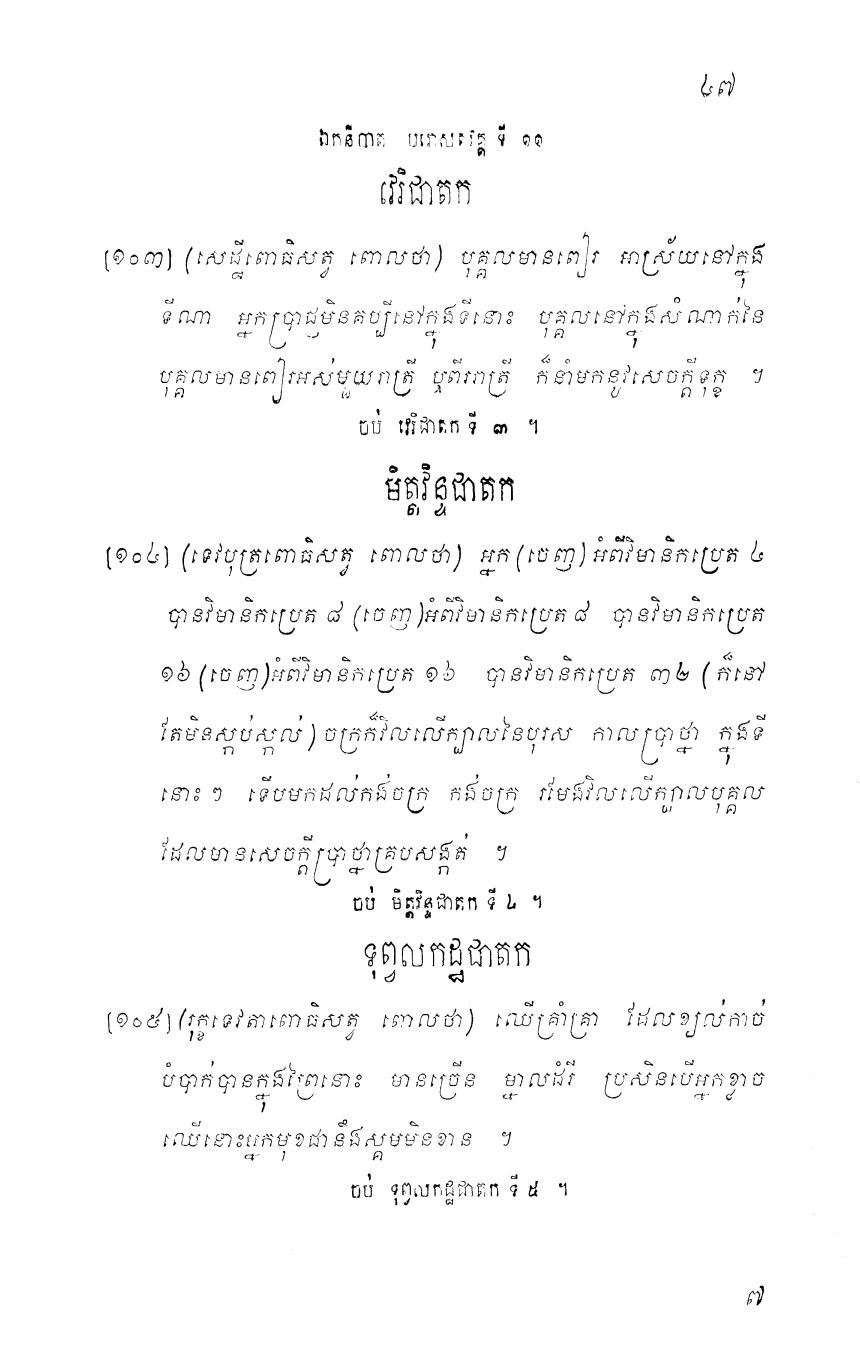 ៤៧
ឯកនិបាត បរោសតវគ្គ ទី ១១
វេរិជាតក
[១០៣] (សេដ្ឋីពោធិសត្វ ពោលថា) បុគ្គលមានពៀរ អាស្រ័យនៅក្នុង
ទីណា អ្នកប្រាជ្ញមិនគប្បីនៅក្នុងទីនោះ បុគ្គលនៅក្នុងសំណាក់នៃ
បុគ្គលមានពៀរអស់មួយរាត្រី ឬពីររាត្រី ក៏នាំមកនូវសេចក្តីទុក្ខ ។
ចប់ វេរិជាតក ទី ៣ ។
មិត្តវិន្ទជាតក
[១០៤] (ទេវបុត្រពោធិសត្វ ពោលថា) អ្នក (ចេញ) អំពីវិមានិកប្រេត ៤
បានវិមានិកប្រេត ៨ (ចេញ)អំពីវិមានិកប្រេត ៨ បានវិមានិកប្រេត
១៦ (ចេញ)អំពីវិមានិកប្រេត ១៦ បានវិមានិកប្រេត ៣២ (ក៏នៅ
តែមិនស្កប់ស្កល់) ចក្រក៏វិលលើក្បាលនៃបុរស កាលប្រាថ្នា ក្នុងទី
នោះ ៗ ទើបមកដល់កង់ចក្រ កង់ចក្រ រមែងវិលលើក្បាលបុគ្គល
ដែលមានសេចក្តីប្រាថ្នាគ្របសង្កត់ ។
ចប់ មិត្តវិន្ទជាតក ទី ៤ ។
ទុព្វលកដ្ឋជាតក
[១០៥] (រុក្ខទេវតាពោធិសត្វ ពោលថា) ឈើគ្រាំគ្រា ដែលខ្យល់កាច់
បំបាក់បានក្នុងព្រៃនោះ មានច្រើន ម្នាលដំរី ប្រសិនបើអ្នកខ្លាច
ឈើនោះអ្នកមុខជានឹងស្គមមិនខាន ។
ចប់ ទុព្វលកដ្ឋជាតក ទី ៥ ។
៧